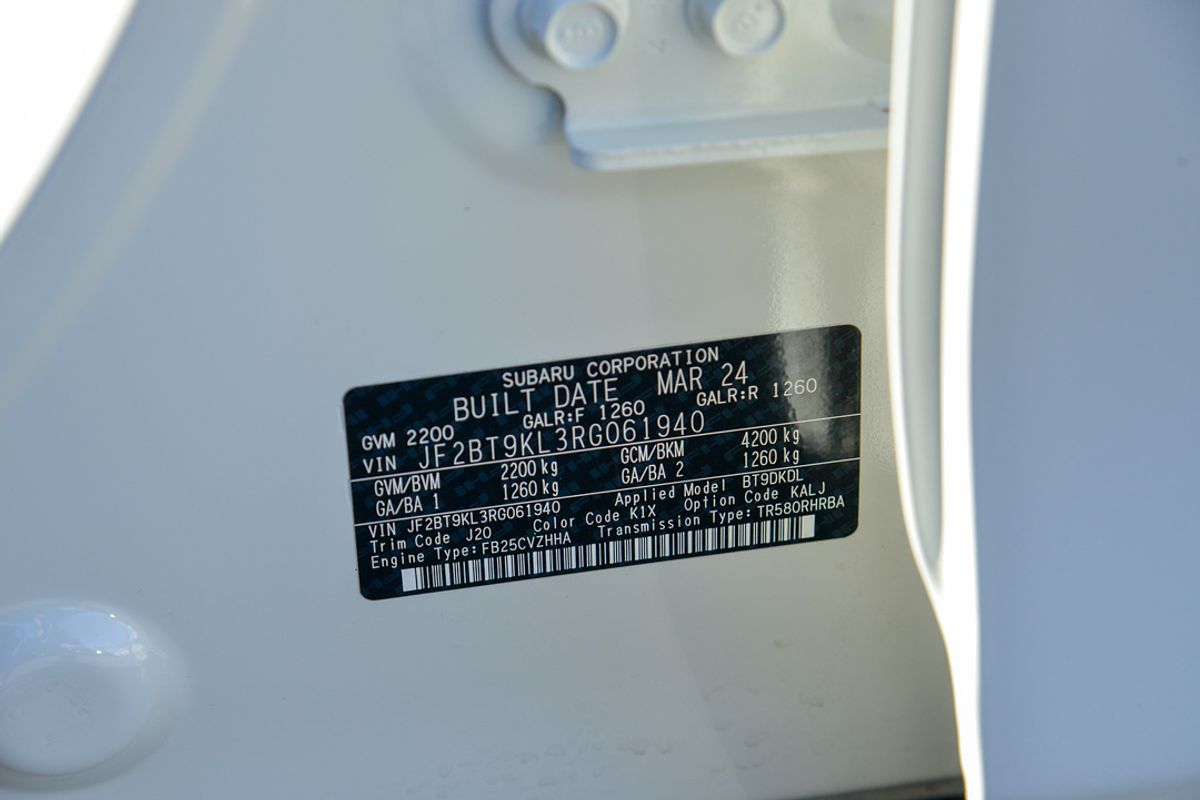 SUBARU CORPORATION
BUILT DATE MAR 24
GVM 2200 GALR:F 1260 GALR:R 1260
VIN JF2BT9KL3RG061940
GVM/BVM 2200 kg GCM/BKM 4200 kg
GA/BA 1 1260 kg GA/BA 2 1260 kg
VIN JF2BT9KL3RG061940 Applied Model BT9DKDL
Trim Code J20 Color Code K1X Option Code KALJ
Engine Type:FB25CVZHHA Transmission Type:TR580RHRBA